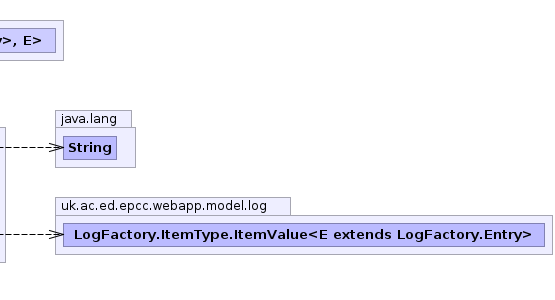 >, E>
java.lang
String
uk.ac.ed.epcc.webapp.model.log
LogFactory.ItemType.ItemValue<E extends LogFactory.Entry>